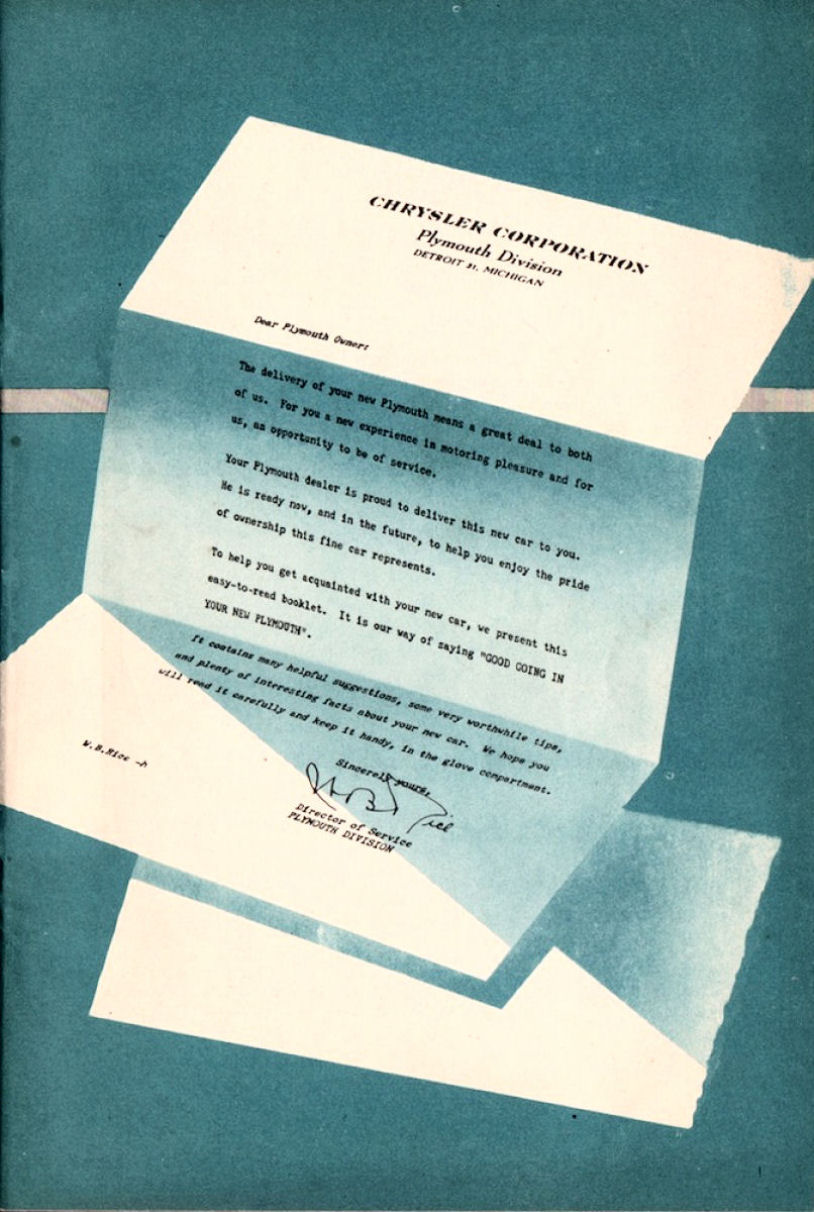 CHRYSLER CORPORATION
Plymouth Division
DETROIT 31, MICHIGAN
Dear Plymouth Owner:
The delivery of your new Plymouth means a great deal to both
of us. For you a new experience in motoring pleasure and for
us, an opportunity to be of service.
Your Plymouth dealer is proud to deliver this new car to you.
He is ready now, and in the future, to help you enjoy the pride
of ownership this fine car represents.
To help you get acquainted with your new car, we present this
easy-to-read booklet. It is our way of saying "GOOD GOING IN
YOUR NEW PLYMOUTH".
It contains many helpful suggestions, some very worthwhile tips,
and plenty of interesting facts about your new car. We hope you
will read it carefully and keep it handy, in the glove compartment.
Sincerely yours,
W.B. Rice
W.B.Rice -h
Director of Service
PLYMOUTH DIVISION
1